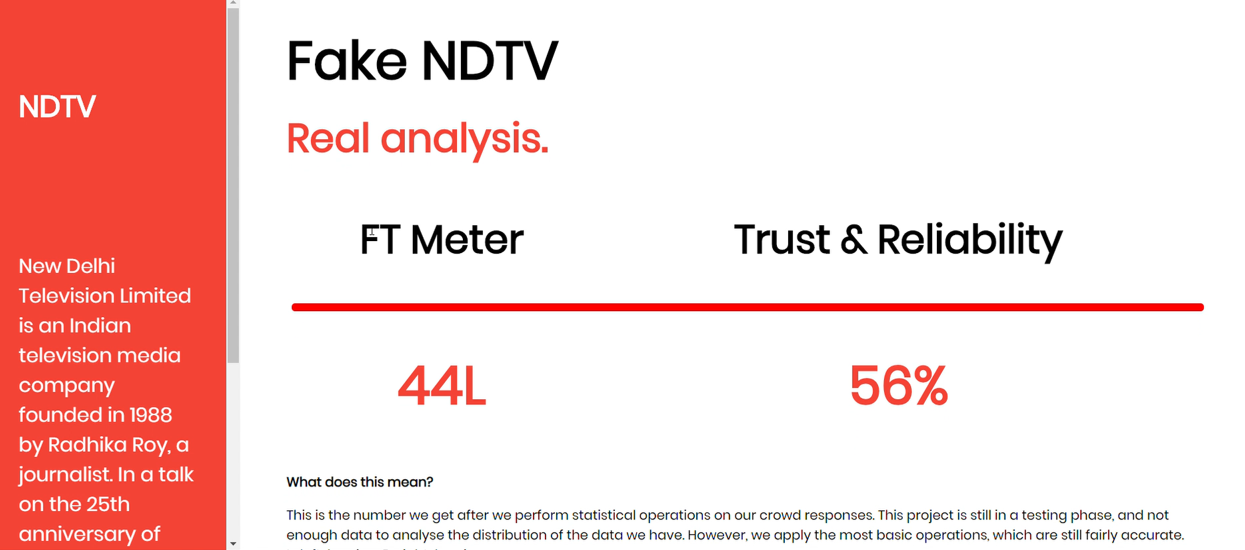 NDTV
New Delhi
Television Limited
is an Indian
television media
company
founded in 1988
by Radhika Roy, a
journalist. In a talk
on the 25th
anniversary of
Fake NDTV
Real analysis.
FT Meter
Trust & Reliability
44L
56%
What does this mean?
This is the number we get after we perform statistical operations on our crowd responses. This project is still in a testing phase, and not
enough data to analyse the distribution of the data we have. However, we apply the most basic operations, which are still fairly accurate.